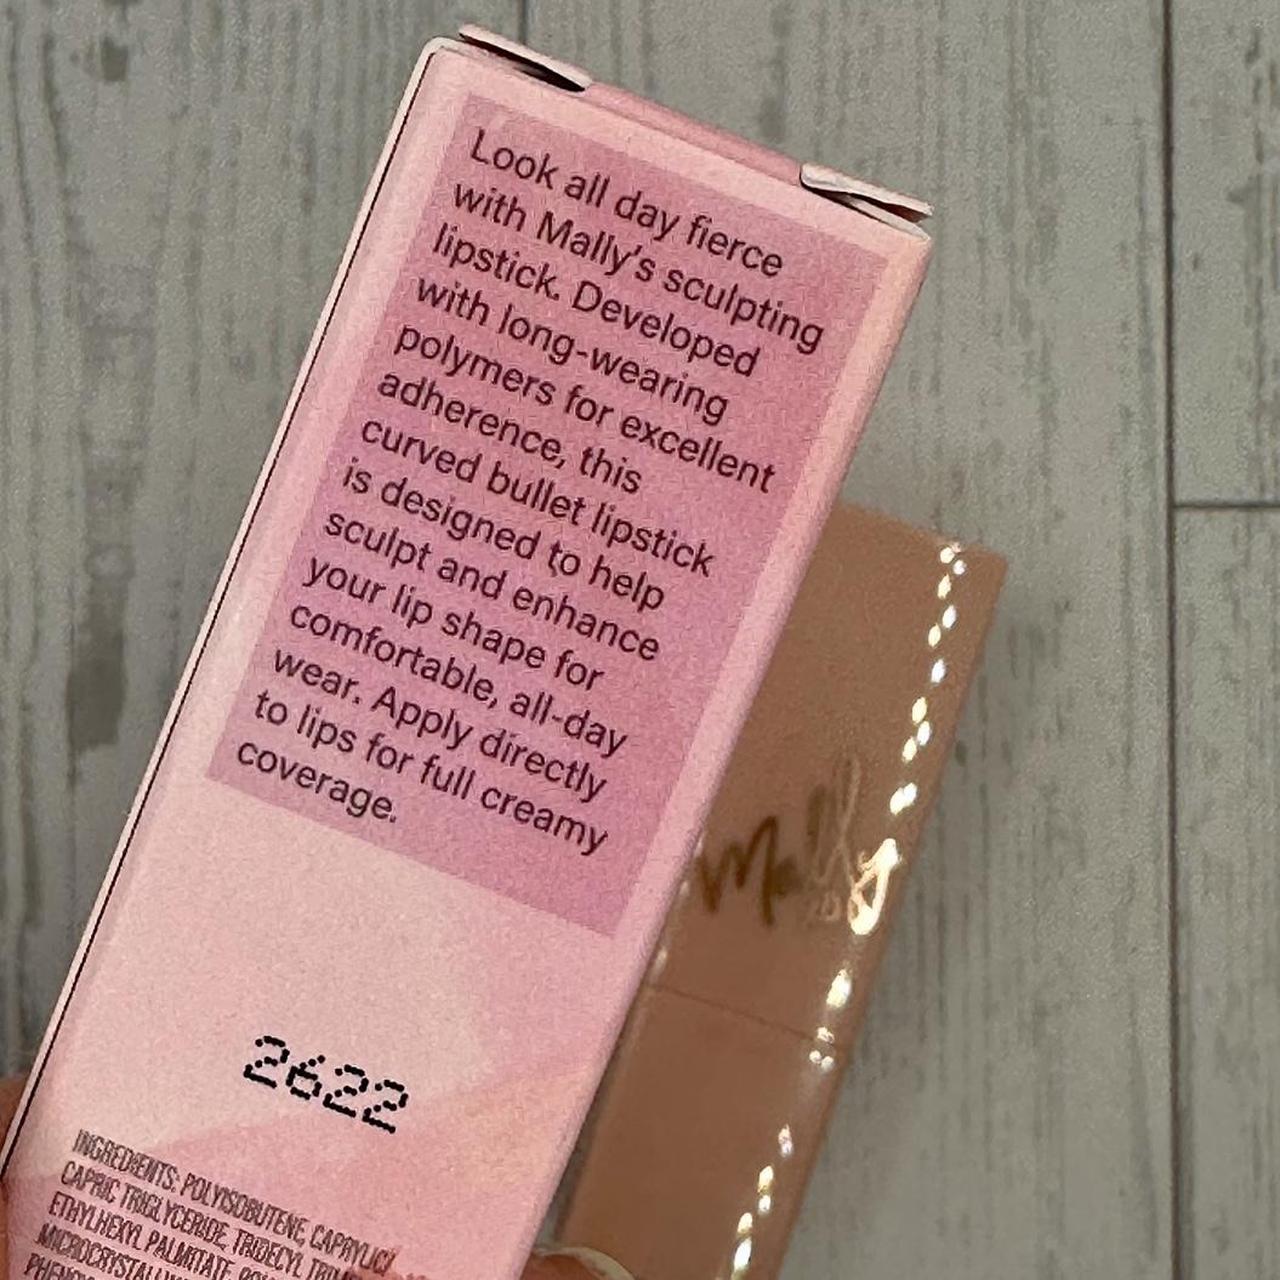 Look all day fierce
with Mally's sculpting
lipstick. Developed
with long-wearing
polymers for excellent
adherence, this
curved bullet lipstick
is designed to help
sculpt and enhance
your lip shape for
comfortable, all-day
wear. Apply directly
to lips for full creamy
coverage.
2622
INGREDIENTS: POLYISOBUTENE, CAPRYLIC/
CAPRIC TRIGLYCERIDE, TRIDECYL
ETHYLHEXYL PALMITATE,
Mally